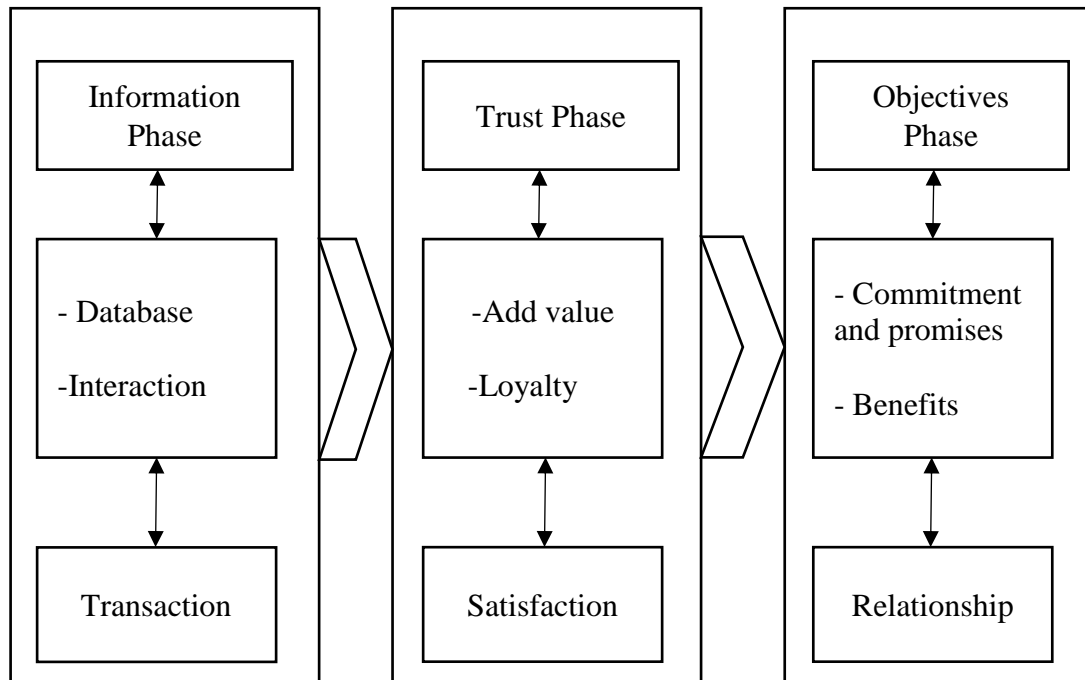 Information
Phase
- Database
-Interaction
Transaction
Trust Phase
-Add value
-Loyalty
Satisfaction
Objectives
Phase
- Commitment
and promises
- Benefits
Relationship